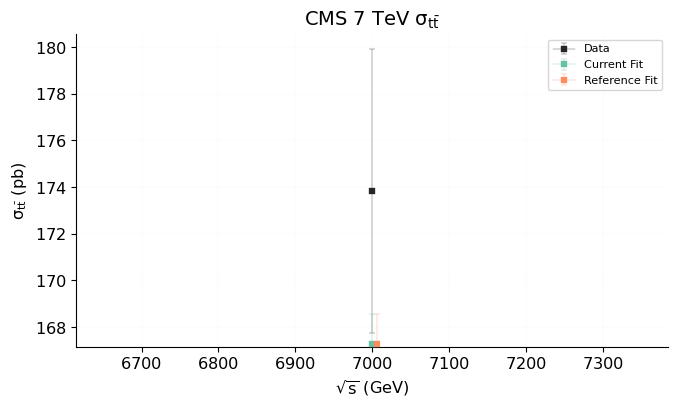 CMS 7 TeV σtt̄
180
178
176
174
172
170
168
σtt̄ (pb)
6700 6800 6900 7000 7100 7200 7300
√s (GeV)
Data
Current Fit
Reference Fit